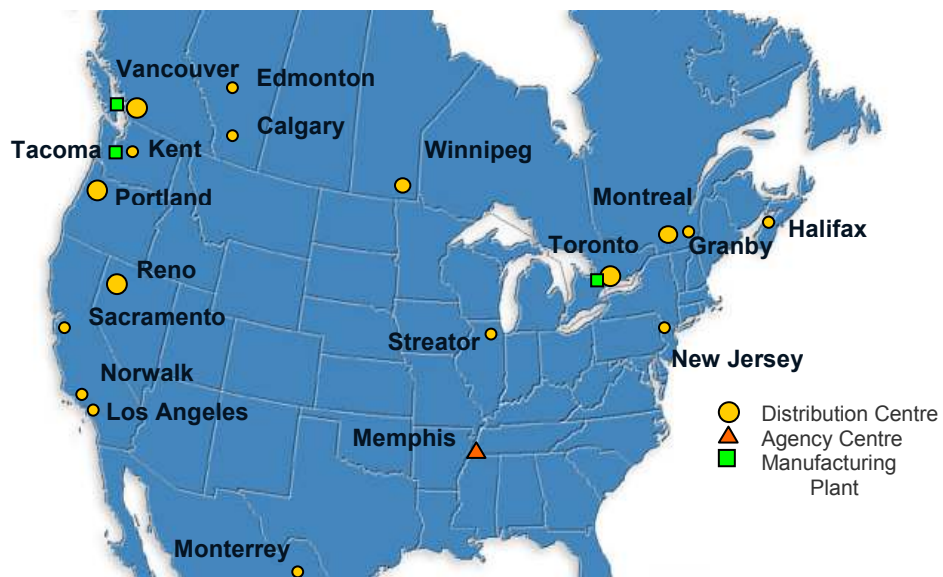 Vancouver
Edmonton
Calgary
Tacoma
Kent
Winnipeg
Portland
Montreal
Halifax
Toronto
Granby
Reno
Sacramento
Streator
New Jersey
Norwalk
Los Angeles
Memphis
Distribution Centre
Agency Centre
Manufacturing
Plant
Monterrey